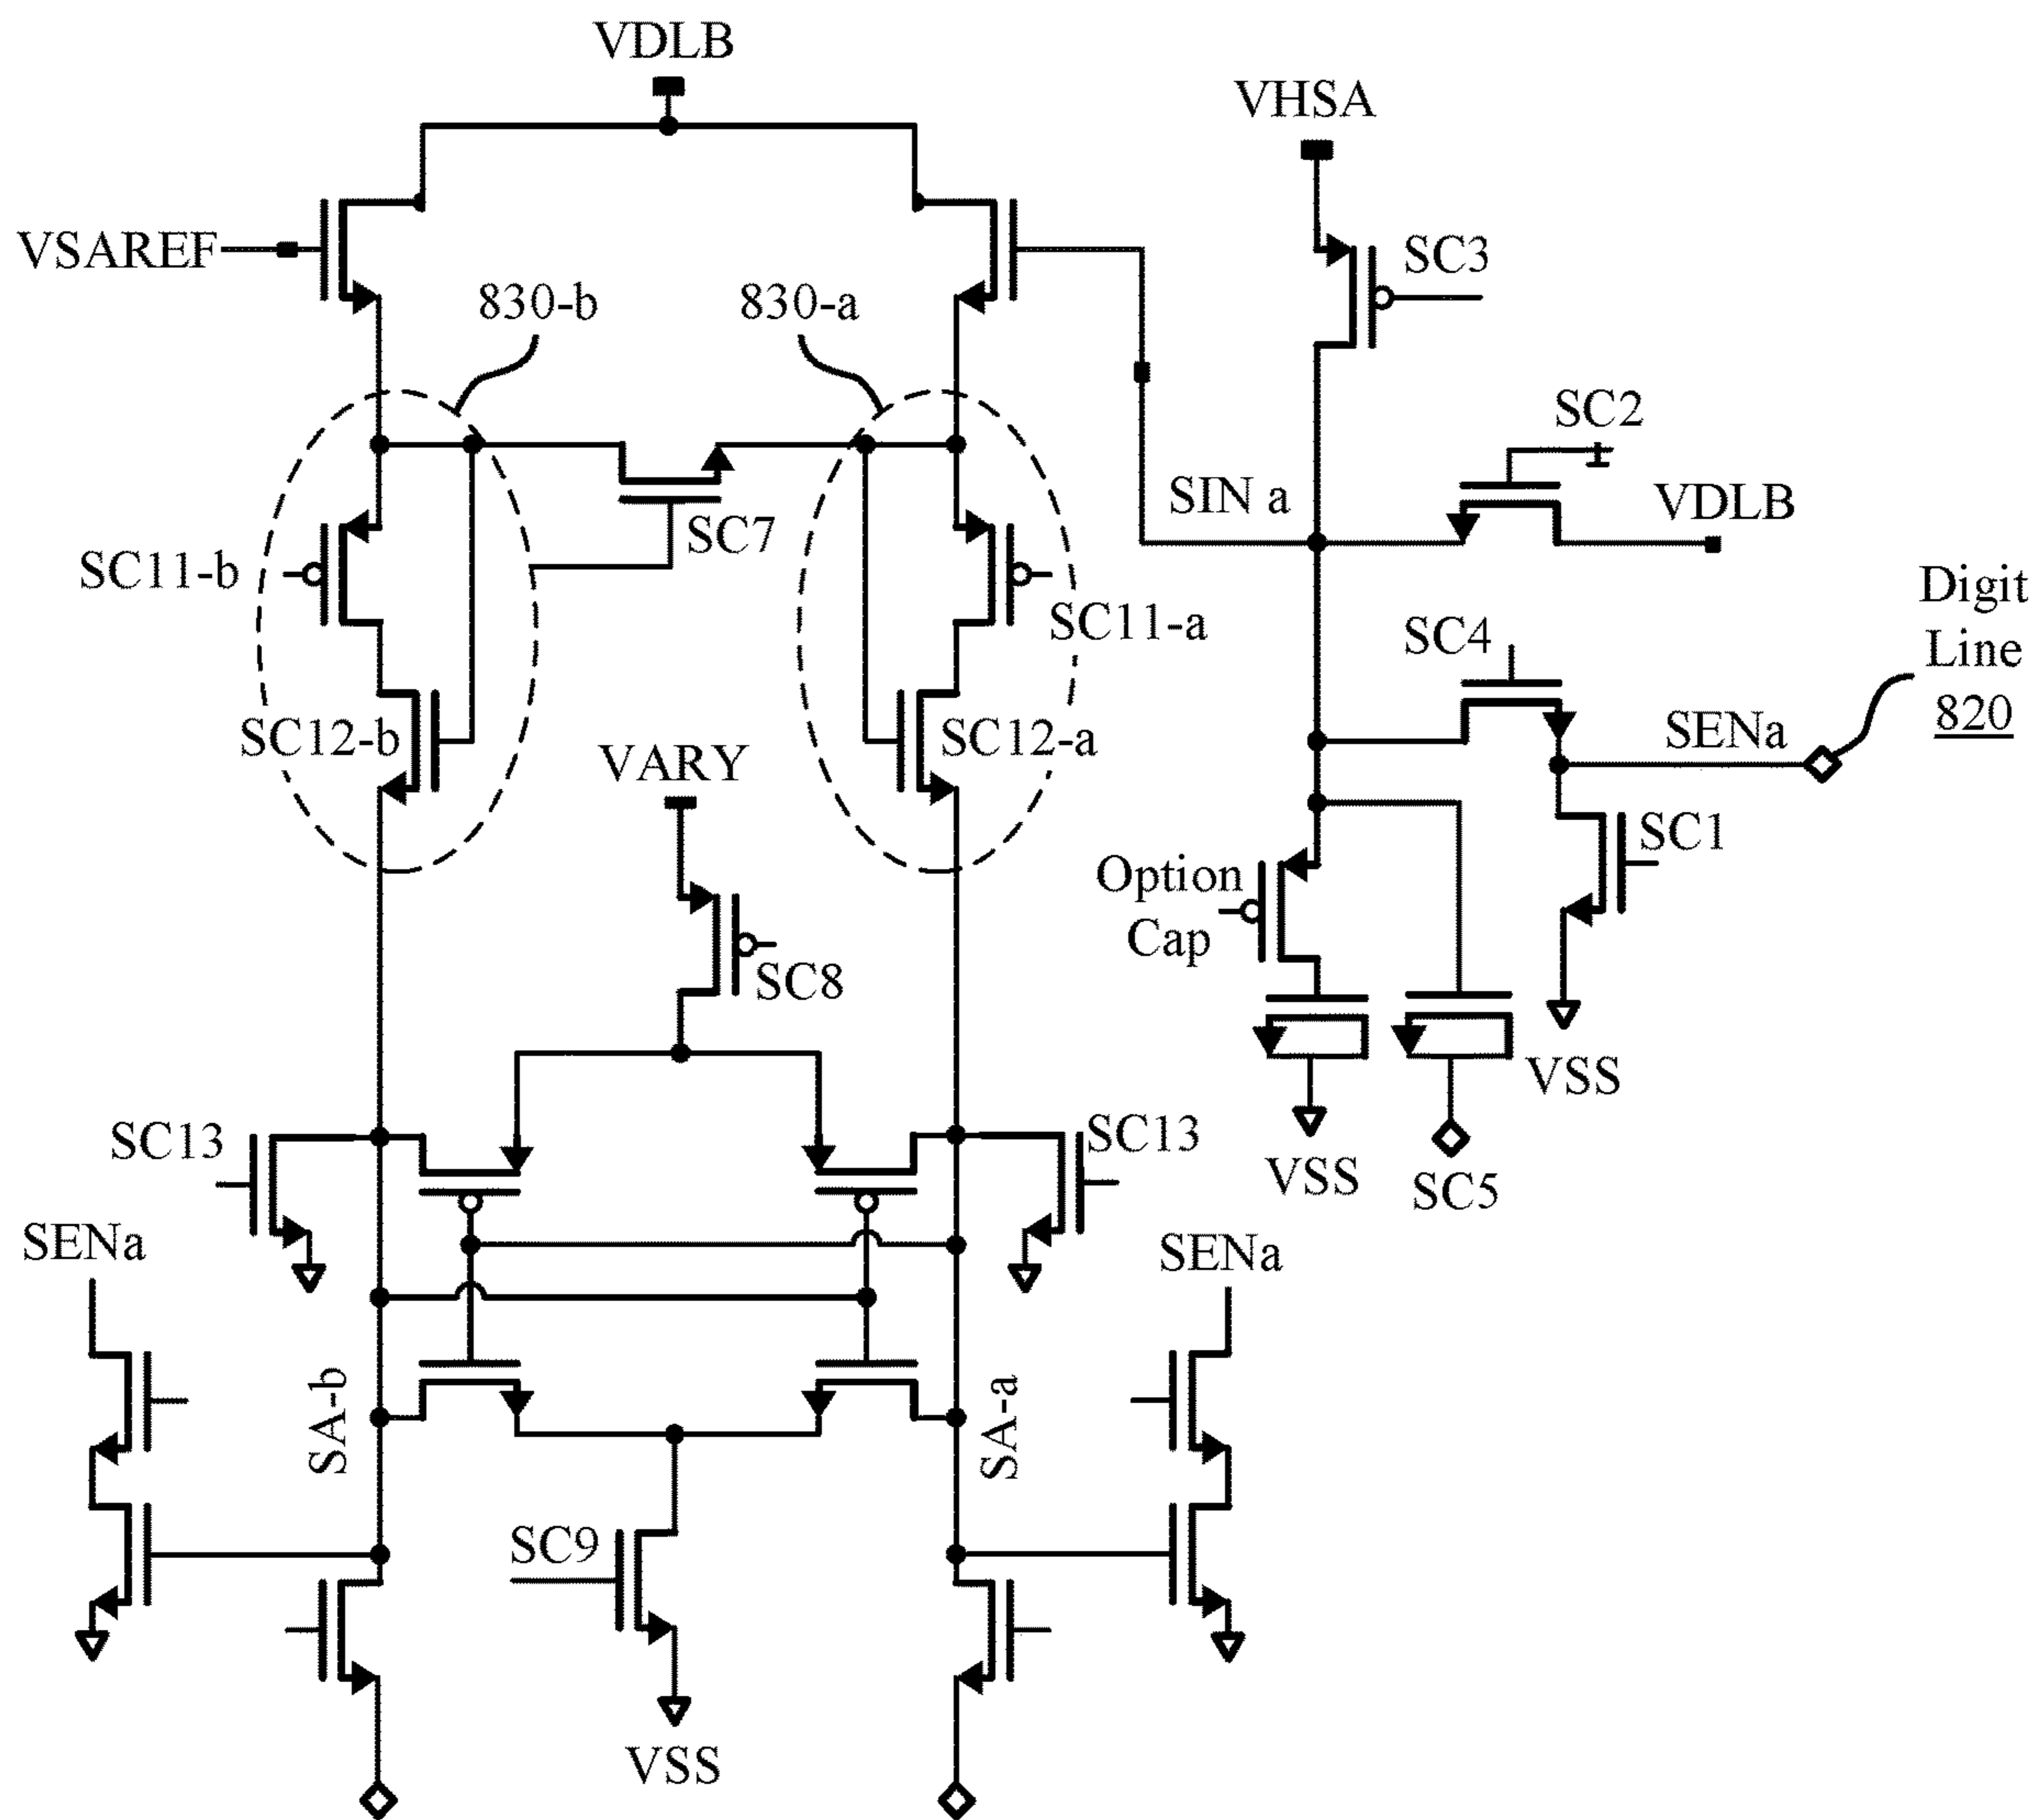 VDLB
VHSA
VSAREF
SC3
830-b
830-a
SC2
SIN a
VDLB
SC7
SC11-b
SC11-a
Digit
Line
820
SC4
SENa
SC12-b
SC12-a
VARY
SC1
Option
Cap
SC8
VSS
SC13
SC13
VSS
SC5
SENa
SENa
SA-b
SA-a
SC9
VSS